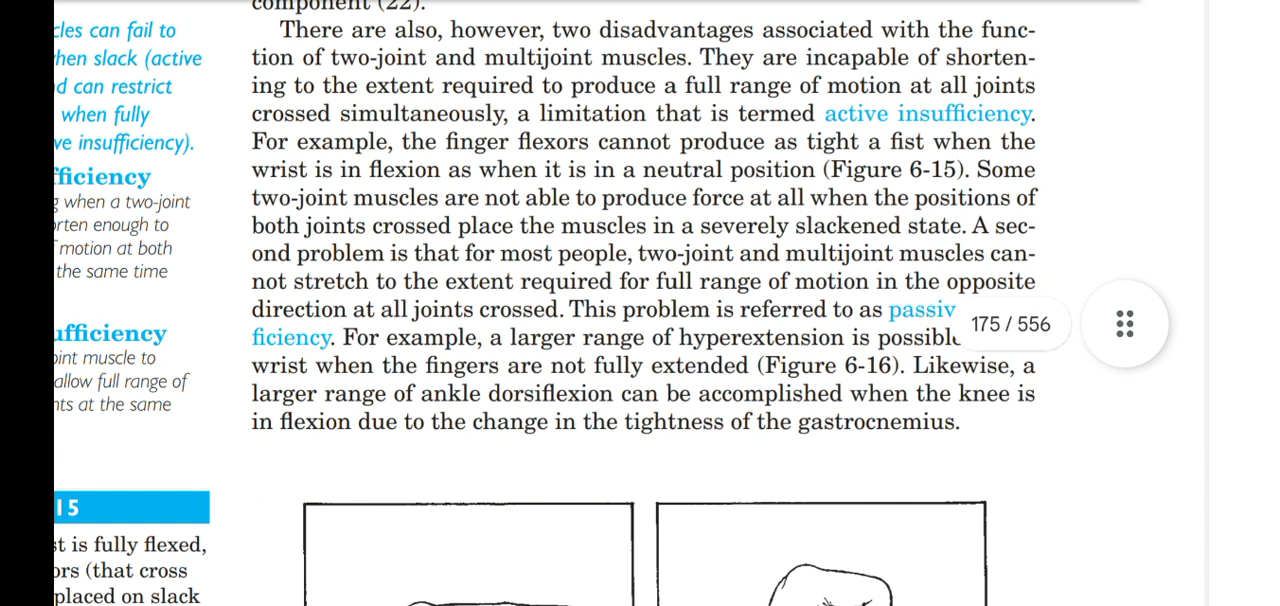 component (22).
There are also, however, two disadvantages associated with the func-
tion of two-joint and multijoint muscles. They are incapable of shorten-
ing to the extent required to produce a full range of motion at all joints
crossed simultaneously, a limitation that is termed active insufficiency.
For example, the finger flexors cannot produce as tight a fist when the
wrist is in flexion as when it is in a neutral position (Figure 6-15). Some
two-joint muscles are not able to produce force at all when the positions of
both joints crossed place the muscles in a severely slackened state. A sec-
ond problem is that for most people, two-joint and multijoint muscles can-
not stretch to the extent required for full range of motion in the opposite
direction at all joints crossed. This problem is referred to as passiv
ficiency. For example, a larger range of hyperextension is possible
wrist when the fingers are not fully extended (Figure 6-16). Likewise, a
larger range of ankle dorsiflexion can be accomplished when the knee is
in flexion due to the change in the tightness of the gastrocnemius.
cles can fail to
hen slack (active
d can restrict
when fully
ve insufficiency).
fficiency
g when a two-joint
orten enough to
motion at both
the same time
ufficiency
oint muscle to
allow full range of
nts at the same
15
st is fully flexed,
ors (that cross
placed on slack
175 / 556